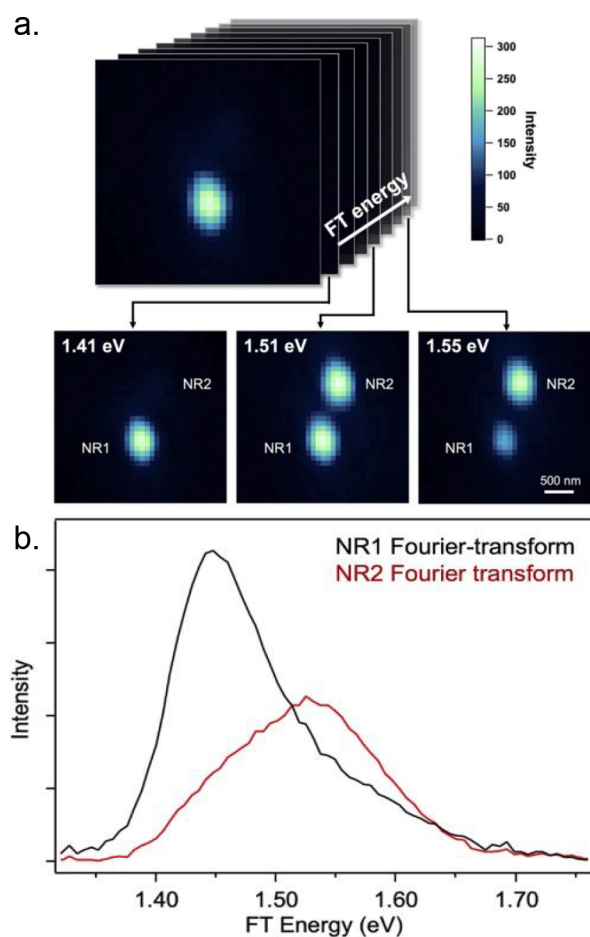 a.
300
250
200
150
100
50
0
Intensity
FT energy
1.41 eV
NR2
NR1
1.51 eV
NR2
NR1
1.55 eV
NR2
NR1
500 nm
b.
NR1 Fourier-transform
NR2 Fourier transform
Intensity
1.40
1.50
1.60
1.70
FT Energy (eV)